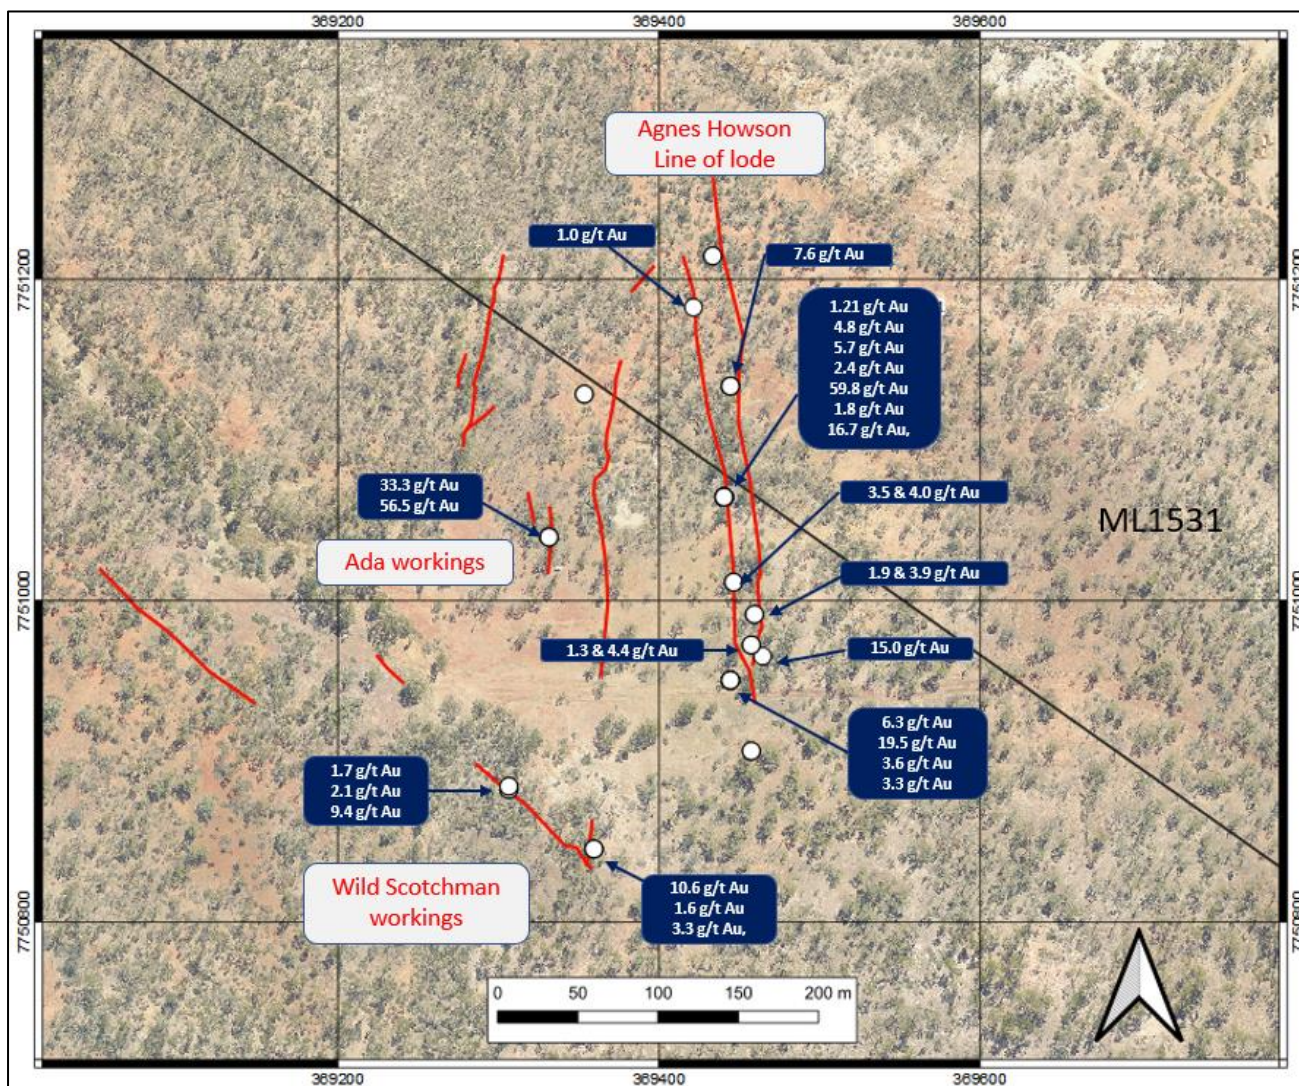 369200
369400
369600
Agnes Howson
Line of lode
1.0 g/t Au
7.6 g/t Au
7751200
7751200
1.21 g/t Au
4.8 g/t Au
5.7 g/t Au
2.4 g/t Au
59.8 g/t Au
1.8 g/t Au
16.7 g/t Au,
33.3 g/t Au
56.5 g/t Au
3.5 & 4.0 g/t Au
ML1531
Ada workings
1.9 & 3.9 g/t Au
7751000
7751000
1.3 & 4.4 g/t Au
15.0 g/t Au
6.3 g/t Au
19.5 g/t Au
3.6 g/t Au
3.3 g/t Au
1.7 g/t Au
2.1 g/t Au
9.4 g/t Au
Wild Scotchman
workings
10.6 g/t Au
1.6 g/t Au
3.3 g/t Au,
7750800
7750800
0 50 100 150 200 m
369200
369400
369600